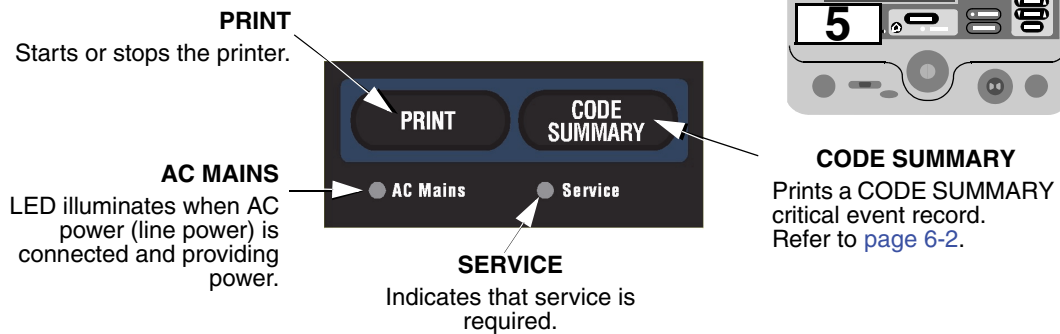 PRINT
Starts or stops the printer.
5
PRINT
CODE
SUMMARY
AC Mains
Service
AC MAINS
LED illuminates when AC
power (line power) is
connected and providing
power.
SERVICE
Indicates that service is
required.
CODE SUMMARY
Prints a CODE SUMMARY
critical event record.
Refer to page 6-2.